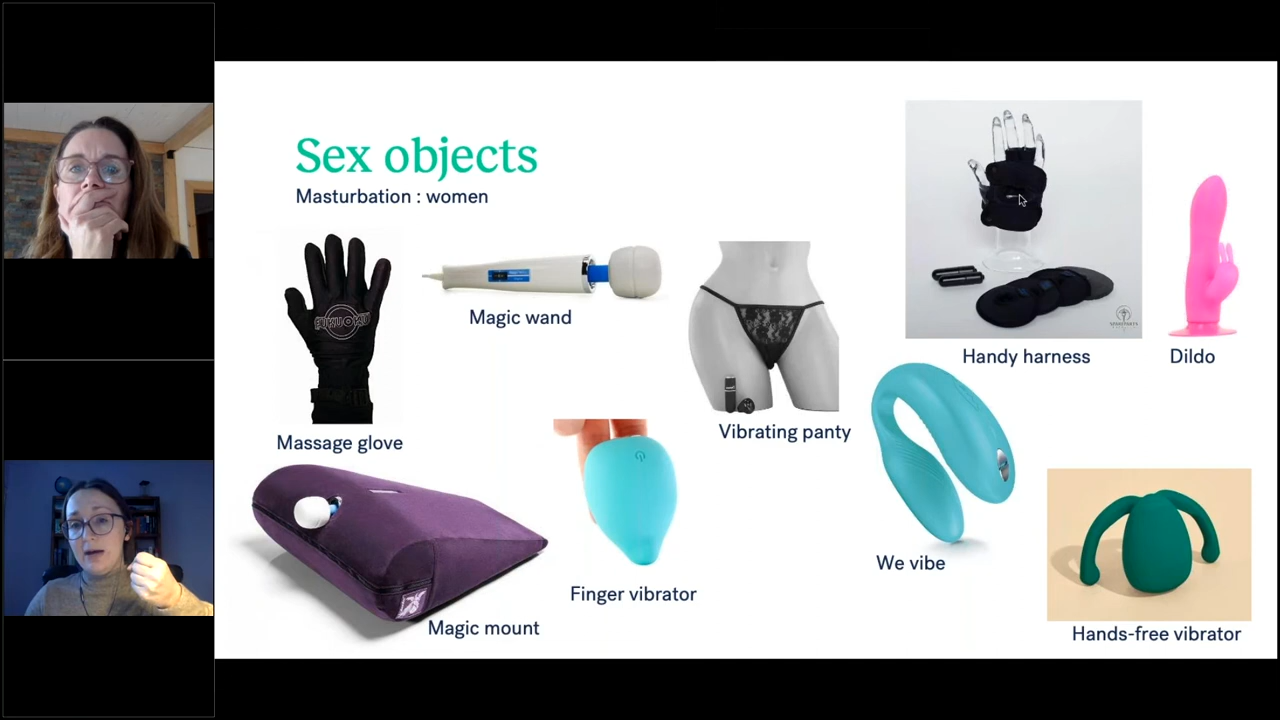 Sex objects
Masturbation : women
Massage glove
Magic wand
Vibrating panty
Handy harness
Dildo
Magic mount
Finger vibrator
We vibe
Hands-free vibrator